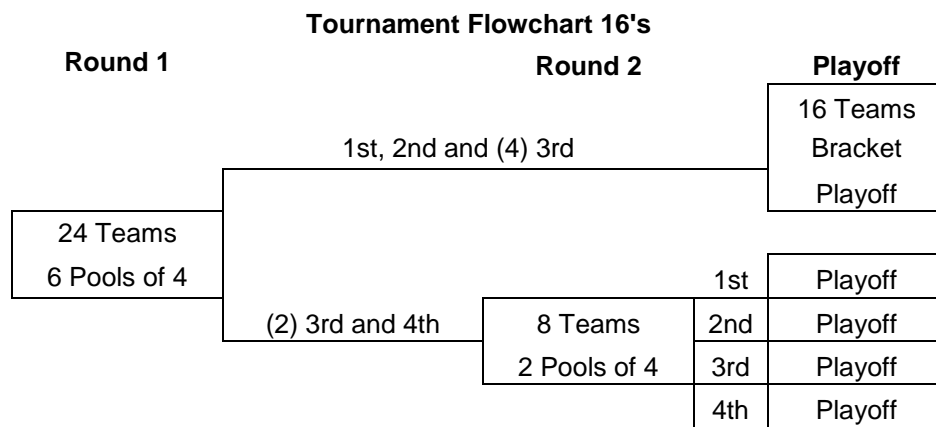 Tournament Flowchart 16's
Round 1 Round 2 Playoff
16 Teams
1st, 2nd and (4) 3rd Bracket
Playoff
24 Teams
6 Pools of 4 1st Playoff
(2) 3rd and 4th 8 Teams 2nd Playoff
2 Pools of 4 3rd Playoff
4th Playoff